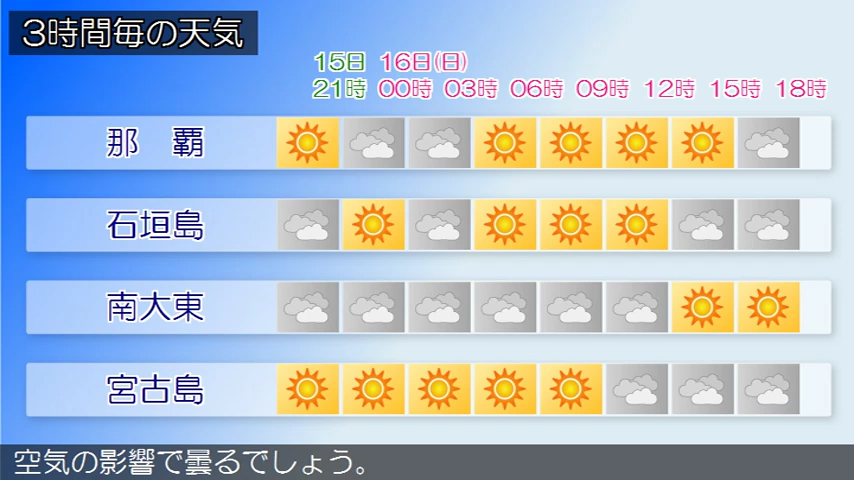 3時間毎の天気
15日 16日(日)
21時 00時 03時 06時 09時 12時 15時 18時
那　覇
石垣島
南大東
宮古島
空気の影響で曇るでしょう。